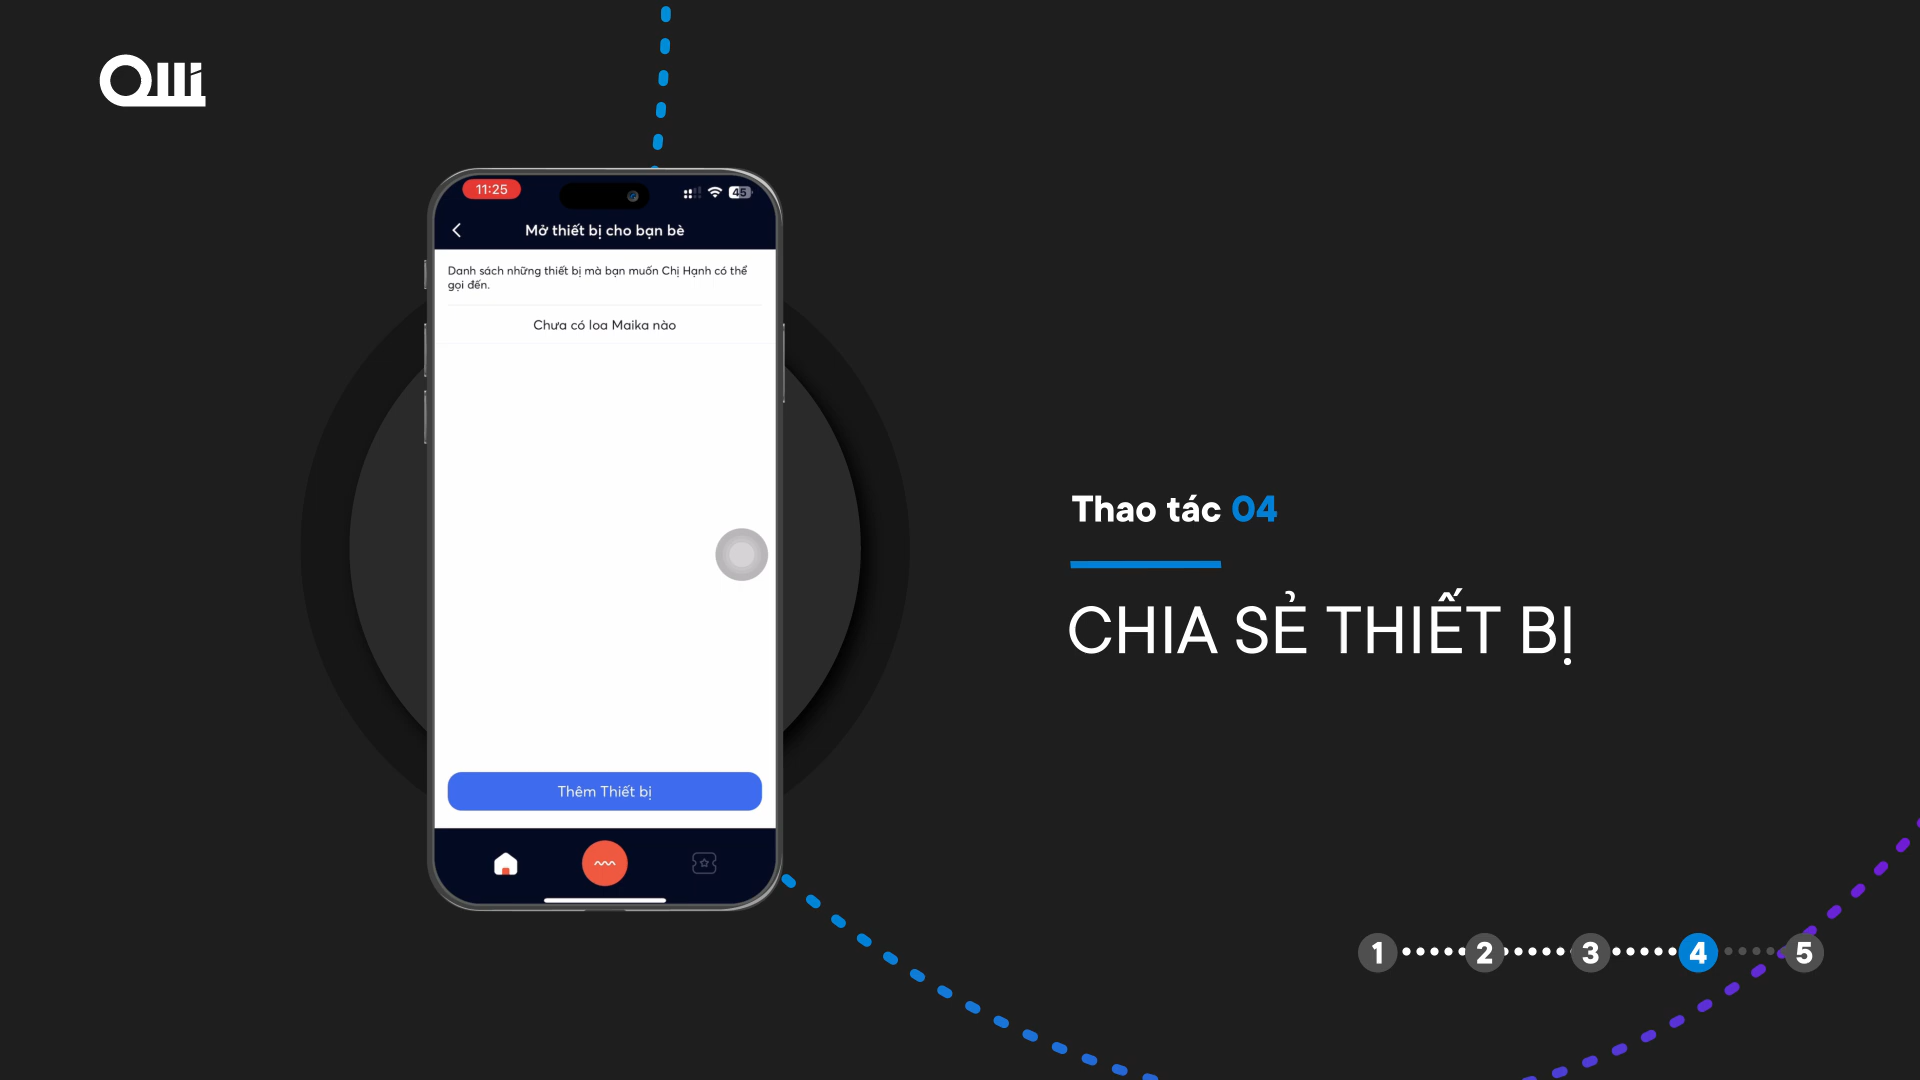 Olli
11:25
45
Mở thiết bị cho bạn bè
Danh sách những thiết bị mà bạn muốn Chị Hạnh có thể
gọi đến.
Chưa có loa Maika nào
Thêm Thiết bị
Thao tác 04
CHIA SẺ THIẾT BỊ
1 2 3 4 5